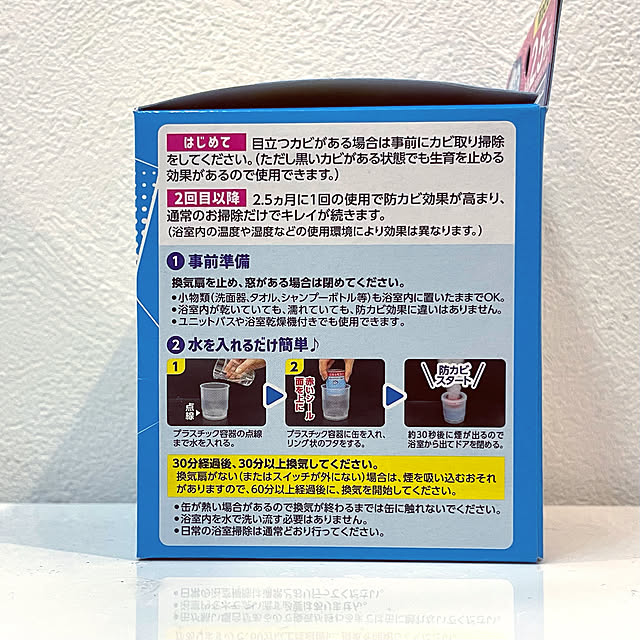 はじめて 目立つカビがある場合は事前にカビ取り掃除
をしてください。(ただし黒いカビがある状態でも生育を止める
効果があるので使用できます。)
2回目以降 2.5ヵ月に1回の使用で防カビ効果が高まり、
通常のお掃除だけでキレイが続きます。
(浴室内の温度や湿度などの使用環境により効果は異なります。)
1 事前準備
換気扇を止め、窓がある場合は閉めてください。
●小物類(洗面器、タオル、シャンプーボトル等)も浴室内に置いたままでOK。
●浴室内が乾いていても、濡れていても、防カビ効果に違いはありません。
●ユニットバスや浴室乾燥機付きでも使用できます。
2 水を入れるだけ簡単♪
1
点線
プラスチック容器の点線
まで水を入れる。
2
赤いシール
面を上に
プラスチック容器に缶を入れ、
リング状のフタをする。
防カビ
スタート
約30秒後に煙が出るので
浴室から出てドアを閉める。
30分経過後、30分以上換気してください。
換気扇がない(またはスイッチが外にない)場合は、煙を吸い込むおそれ
がありますので、60分以上経過後に、換気を開始してください。
●缶が熱い場合があるので換気が終わるまでは缶に触れないでください。
●浴室内を水で洗い流す必要はありません。
●日常の浴室掃除は通常どおり行ってください。